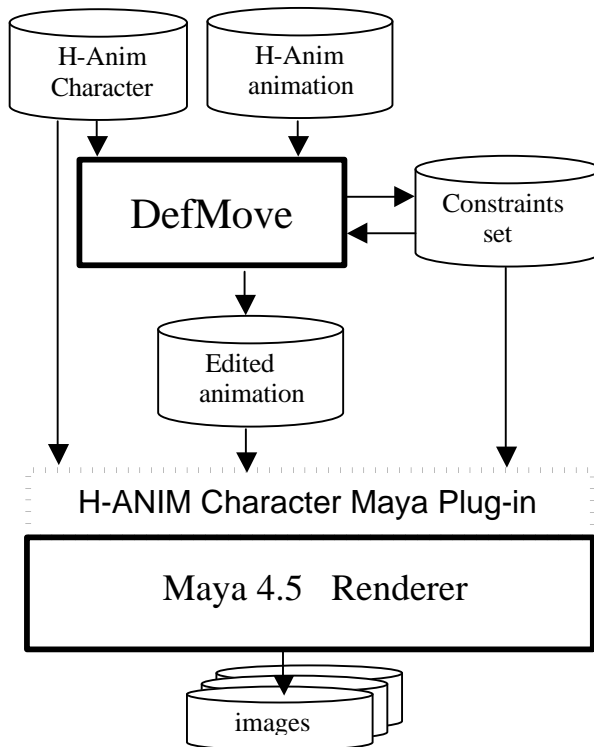 H-Anim
Character
H-Anim
animation
DefMove
Constraints
set
Edited
animation
H-ANIM Character Maya Plug-in
Maya 4.5 Renderer
images